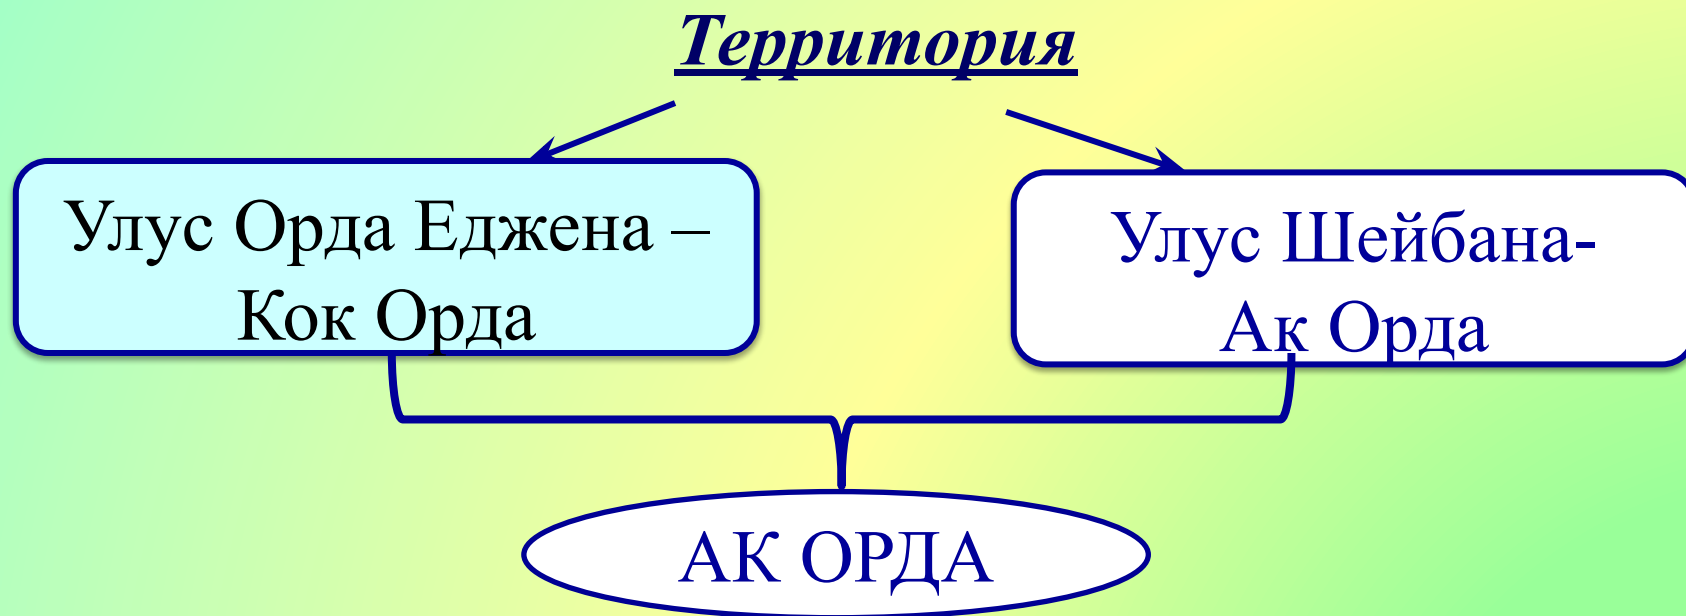 Территория
Улус Орда Еджена –
Кок Орда
Улус Шейбана-
Ак Орда
АК ОРДА